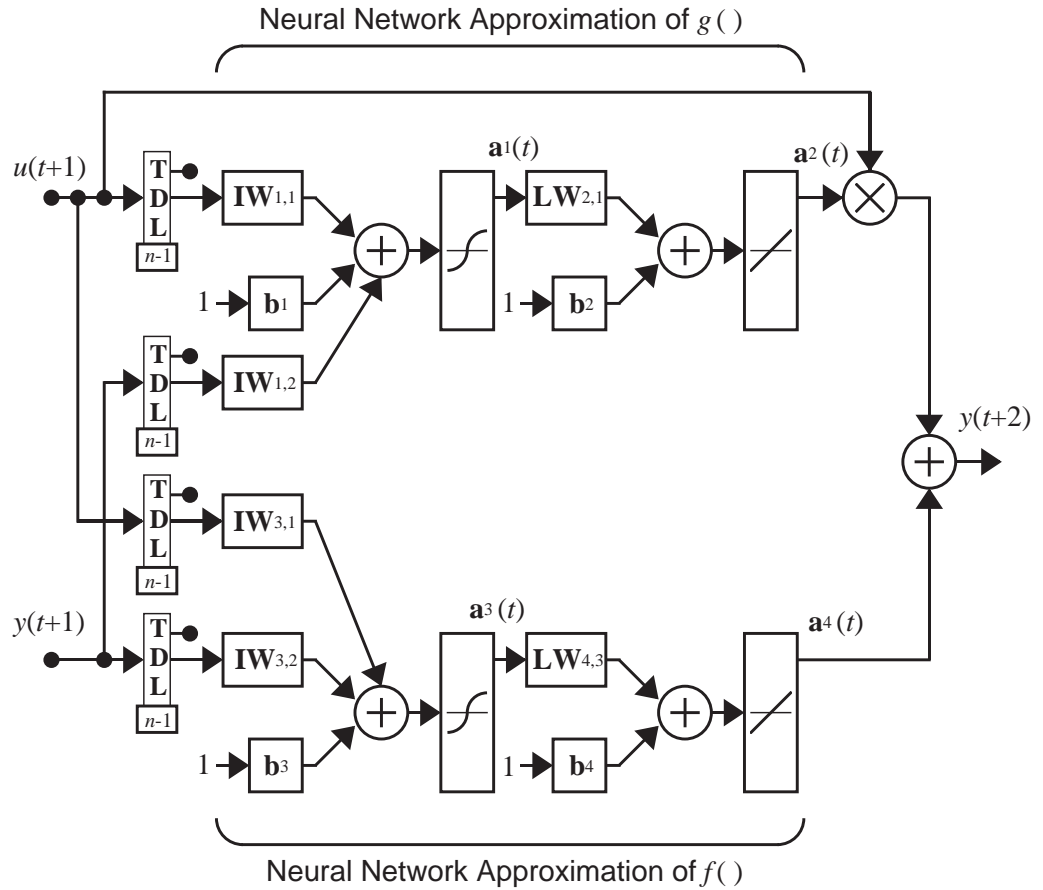 Neural Network Approximation of g ( )
u(t+1)
T
D
L
n-1
IW1,1
1
b1
a1(t)
LW2,1
1
b2
a2 (t)
T
D
L
n-1
IW1,2
y(t+2)
T
D
L
n-1
IW3,1
y(t+1)
T
D
L
n-1
IW3,2
1
b3
a3 (t)
LW4,3
1
b4
a4 (t)
Neural Network Approximation of f ( )